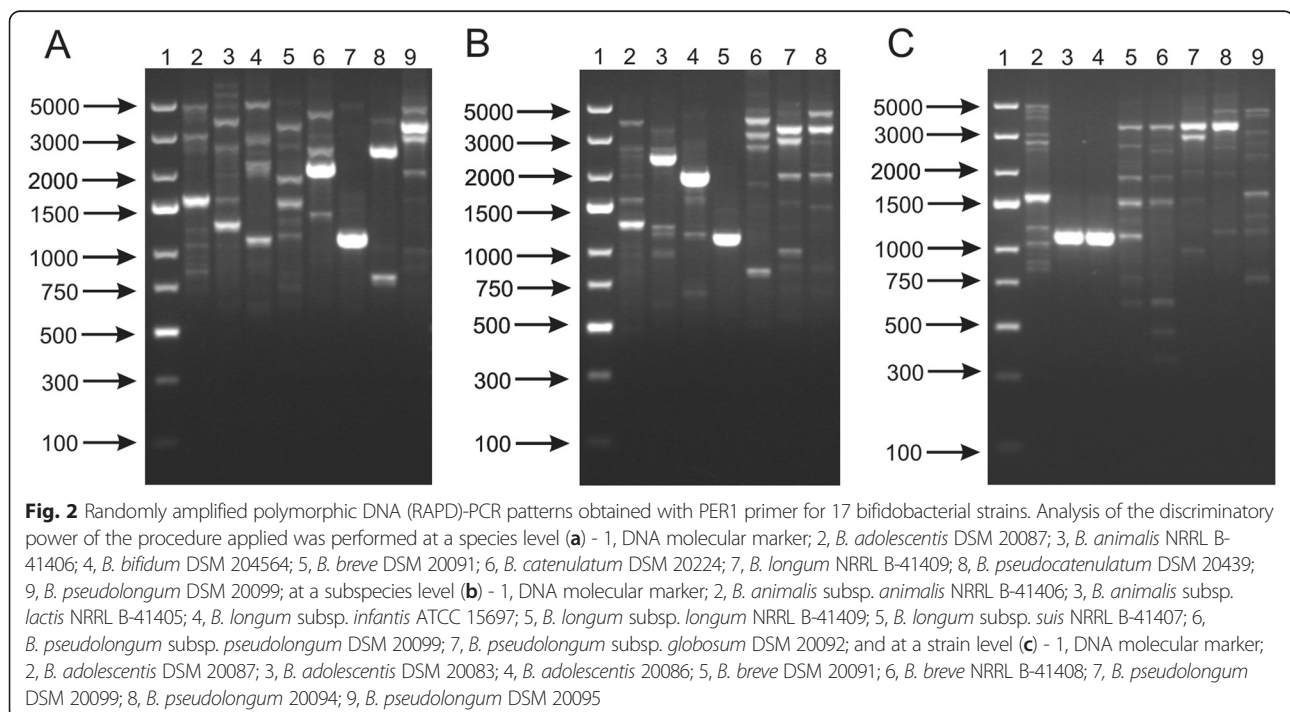 A B C
1 2 3 4 5 6 7 8 9
5000
3000
2000
1500
1000
750
500
300
100
1 2 3 4 5 6 7 8
5000
3000
2000
1500
1000
750
500
300
100
1 2 3 4 5 6 7 8 9
5000
3000
2000
1500
1000
750
500
300
100
Fig. 2 Randomly amplified polymorphic DNA (RAPD)-PCR patterns obtained with PER1 primer for 17 bifidobacterial strains. Analysis of the discriminatory
power of the procedure applied was performed at a species level (a) - 1, DNA molecular marker; 2, B. adolescentis DSM 20087; 3, B. animalis NRRL B-
41406; 4, B. bifidum DSM 204564; 5, B. breve DSM 20091; 6, B. catenulatum DSM 20224; 7, B. longum NRRL B-41409; 8, B. pseudocatenulatum DSM 20439;
9, B. pseudolongum DSM 20099; at a subspecies level (b) - 1, DNA molecular marker; 2, B. animalis subsp. animalis NRRL B-41406; 3, B. animalis subsp.
lactis NRRL B-41405; 4, B. longum subsp. infantis ATCC 15697; 5, B. longum subsp. longum NRRL B-41409; 5, B. longum subsp. suis NRRL B-41407; 6,
B. pseudolongum subsp. pseudolongum DSM 20099; 7, B. pseudolongum subsp. globosum DSM 20092; and at a strain level (c) - 1, DNA molecular marker;
2, B. adolescentis DSM 20087; 3, B. adolescentis DSM 20083; 4, B. adolescentis 20086; 5, B. breve DSM 20091; 6, B. breve NRRL B-41408; 7, B. pseudolongum
DSM 20099; 8, B. pseudolongum 20094; 9, B. pseudolongum DSM 20095